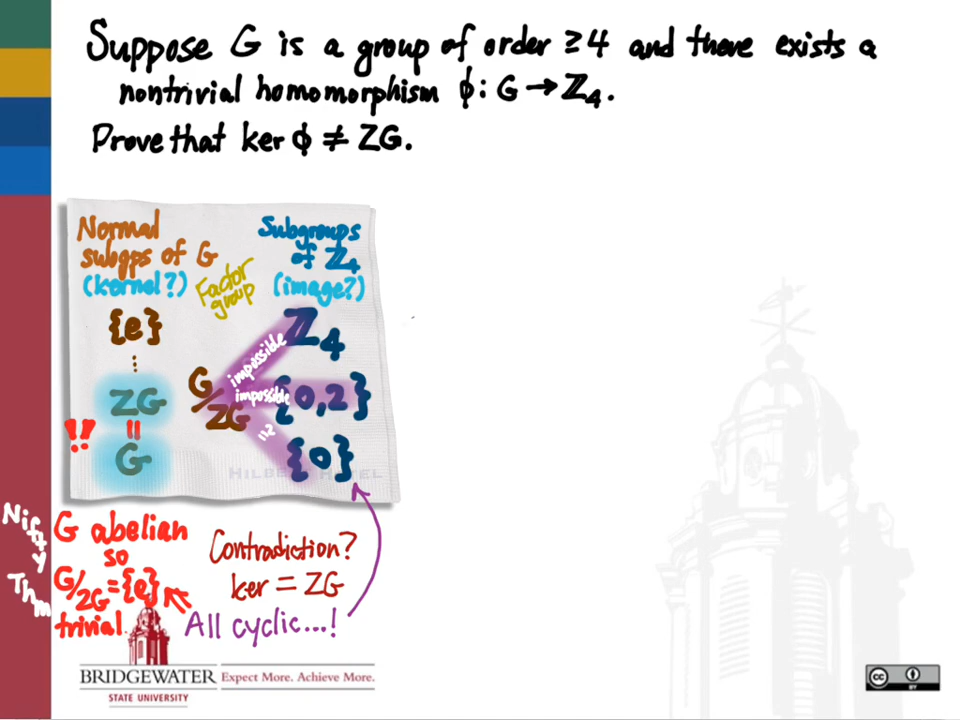 Suppose G is a group of order ≥4 and there exists a
nontrivial homomorphism ϕ: G → ℤ₄.
Prove that ker ϕ ≠ ZG.
Normal
subgps of G
(kernel?)
Factor
group
Subgroups
of ℤ₄
(image?)
{e}
⋮
ZG
!! =
G
G/ZG
impossible
impossible
≅
ℤ₄
{0,2}
{0}
Nifty
Thm
G abelian
so
G/ZG = {e}
trivial
Contradiction?
ker = ZG
All cyclic...!
BRIDGEWATER
STATE UNIVERSITY
Expect More. Achieve More.
cc
BY